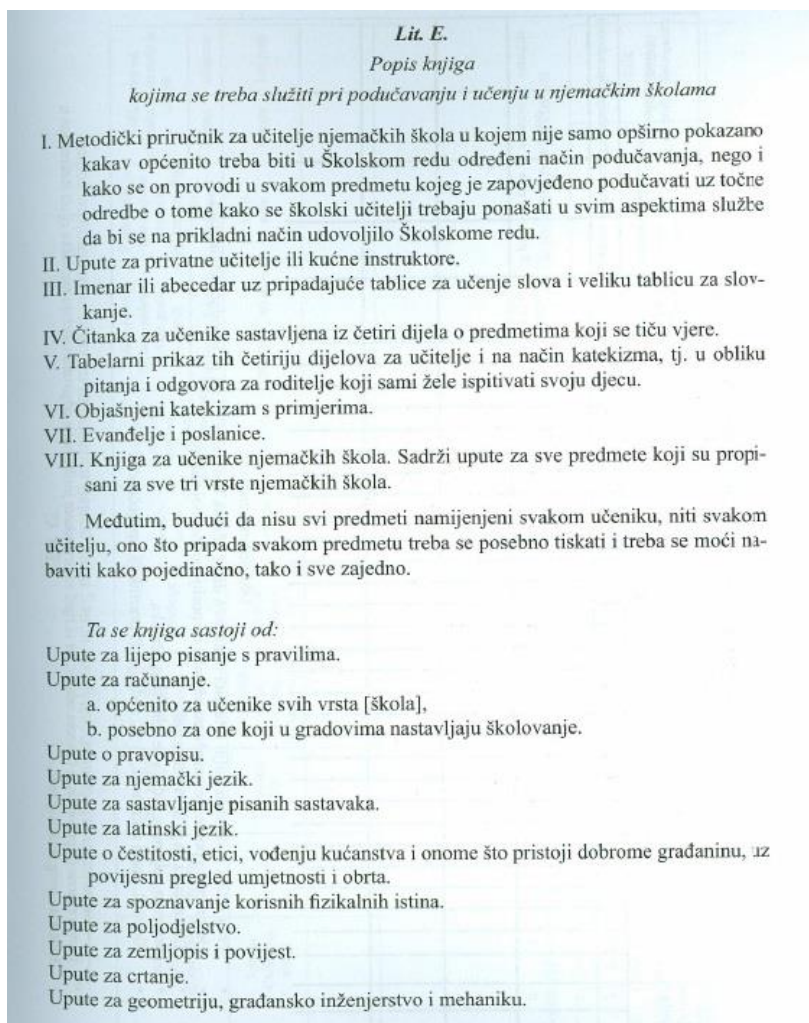 Lit. E.
Popis knjiga
kojima se treba služiti pri podučavanju i učenju u njemačkim školama
I. Metodički priručnik za učitelje njemačkih škola u kojem nije samo opširno pokazano
kakav općenito treba biti u Školskom redu određeni način podučavanja, nego i
kako se on provodi u svakom predmetu kojeg je zapovjeđeno podučavati uz točne
odredbe o tome kako se školski učitelji trebaju ponašati u svim aspektima službe
da bi se na prikladni način udovoljilo Školskome redu.
II. Upute za privatne učitelje ili kućne instruktore.
III. Imenar ili abecedar uz pripadajuće tablice za učenje slova i veliku tablicu za slov-
kanje.
IV. Čitanka za učenike sastavljena iz četiri dijela o predmetima koji se tiču vjere.
V. Tabelarni prikaz tih četiriju dijelova za učitelje i na način katekizma, tj. u obliku
pitanja i odgovora za roditelje koji sami žele ispitivati svoju djecu.
VI. Objašnjeni katekizam s primjerima.
VII. Evanđelje i poslanice.
VIII. Knjiga za učenike njemačkih škola. Sadrži upute za sve predmete koji su propi-
sani za sve tri vrste njemačkih škola.
Međutim, budući da nisu svi predmeti namijenjeni svakom učeniku, niti svakom
učitelju, ono što pripada svakom predmetu treba se posebno tiskati i treba se moći na-
baviti kako pojedinačno, tako i sve zajedno.
Ta se knjiga sastoji od:
Upute za lijepo pisanje s pravilima.
Upute za računanje.
a. općenito za učenike svih vrsta [škola],
b. posebno za one koji u gradovima nastavljaju školovanje.
Upute o pravopisu.
Upute za njemački jezik.
Upute za sastavljanje pisanih sastavaka.
Upute za latinski jezik.
Upute o čestitosti, etici, vođenju kućanstva i onome što pristoji dobrome građaninu, uz
povijesni pregled umjetnosti i obrta.
Upute za spoznavanje korisnih fizikalnih istina.
Upute za poljodjelstvo.
Upute za zemljopis i povijest.
Upute za crtanje.
Upute za geometriju, građansko inženjerstvo i mehaniku.